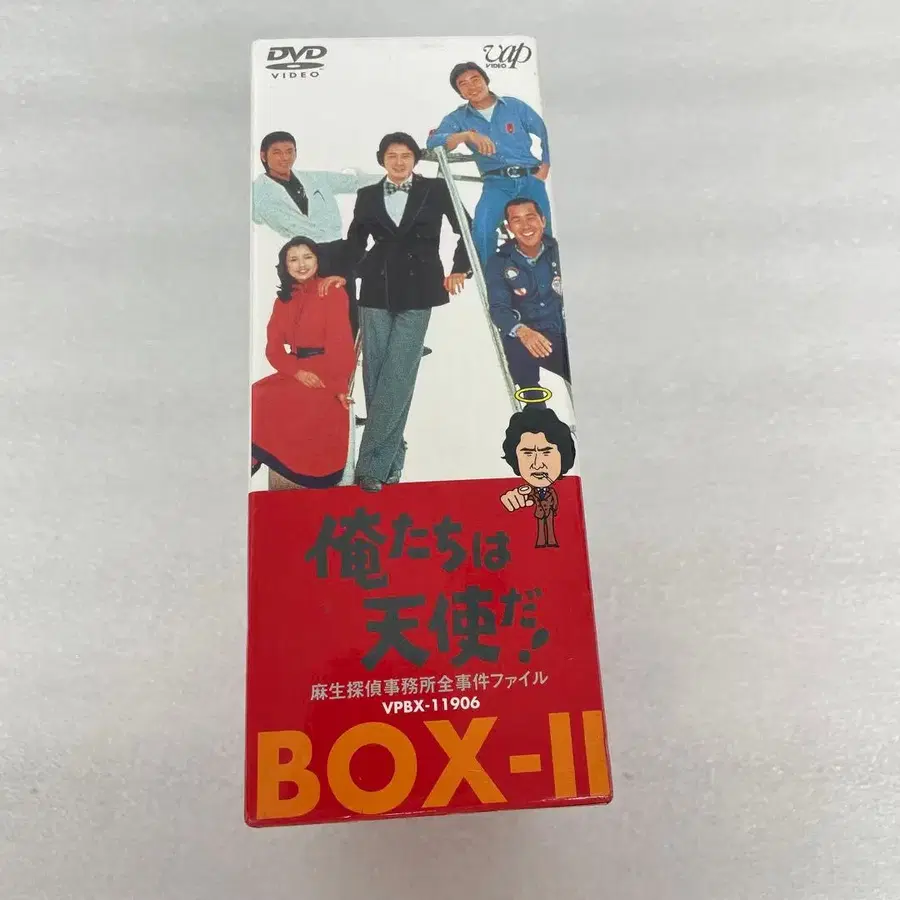 DVD
VIDEO
vap
VIDEO
俺たちは
天使だ!
麻生探偵事務所全事件ファイル
VPBX-11906
BOX-II